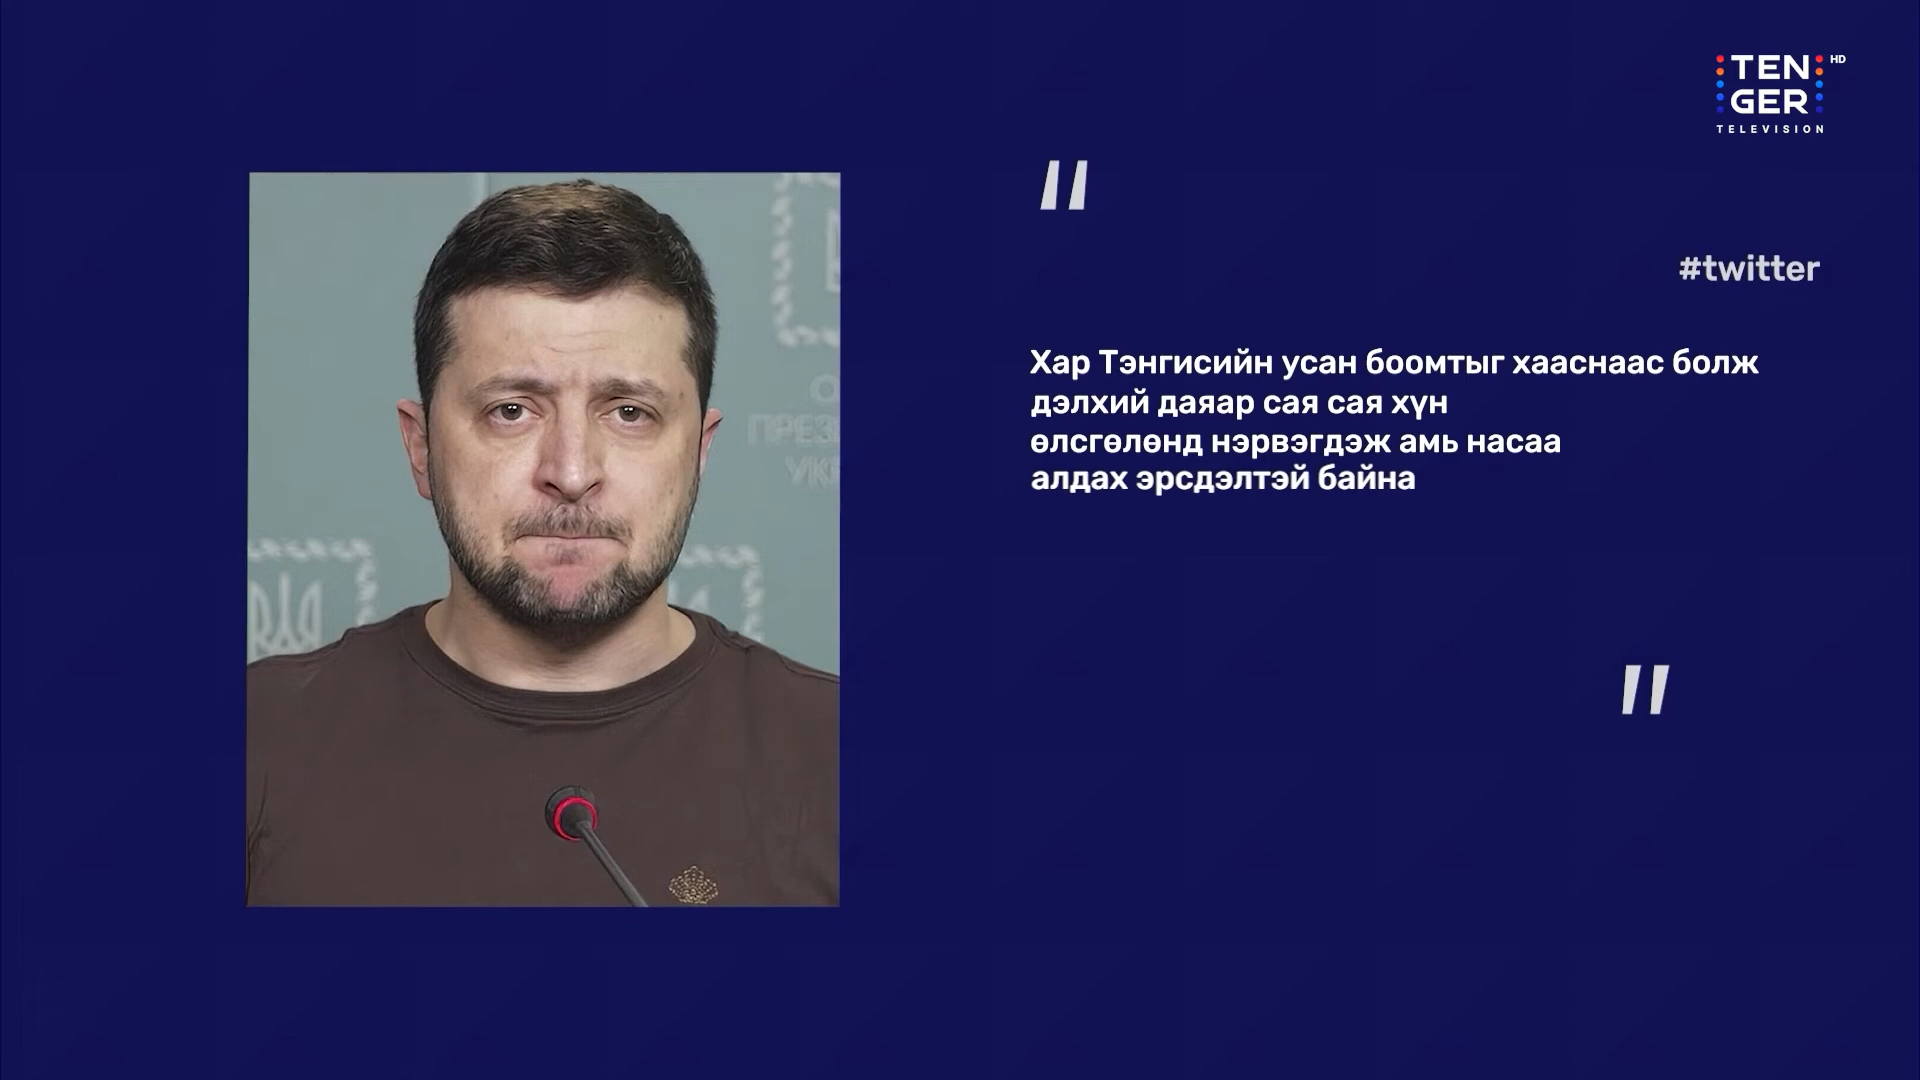 TEN
GER
HD
TELEVISION
#twitter
Хар Тэнгисийн усан боомтыг хааснаас болж
дэлхий даяар сая сая хүн
өлсгөлөнд нэрвэгдэж амь насаа
алдах эрсдэлтэй байна